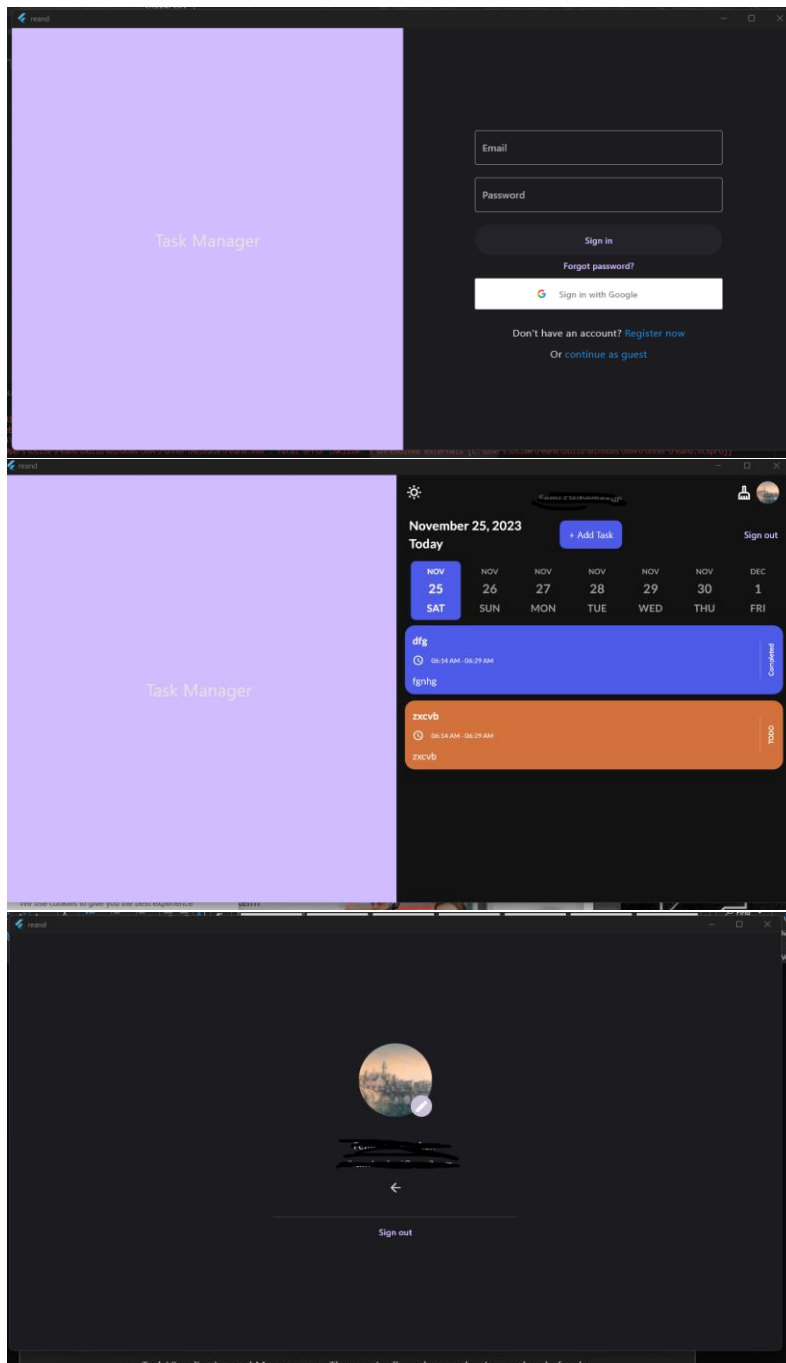 reand
Task Manager
Email
Password
Sign in
Forgot password?
Sign in with Google
Don't have an account? Register now
Or continue as guest
reand
Task Manager
November 25, 2023
Today
+ Add Task
Sign out
NOV NOV NOV NOV NOV NOV DEC
25 26 27 28 29 30 1
SAT SUN MON TUE WED THU FRI
dfg
06:14 AM - 06:29 AM
fgnhg
Completed
zxcvb
06:14 AM - 06:29 AM
zxcvb
TODO
We use cookies to give you the best experience
reand
Sign out